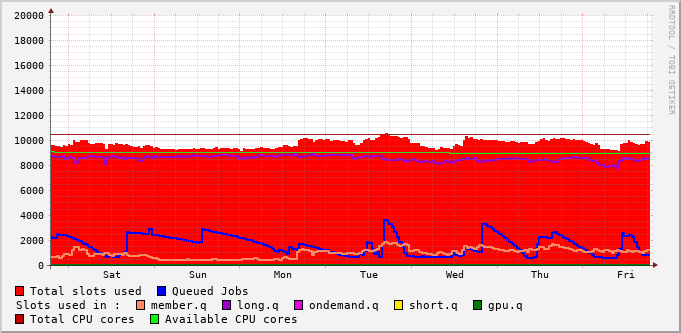 RRDTOOL / TOBI OETIKER
20000
18000
16000
14000
12000
10000
8000
6000
4000
2000
0
Sat Sun Mon Tue Wed Thu Fri
Total slots used Queued Jobs
Slots used in : member.q long.q ondemand.q short.q gpu.q
Total CPU cores Available CPU cores